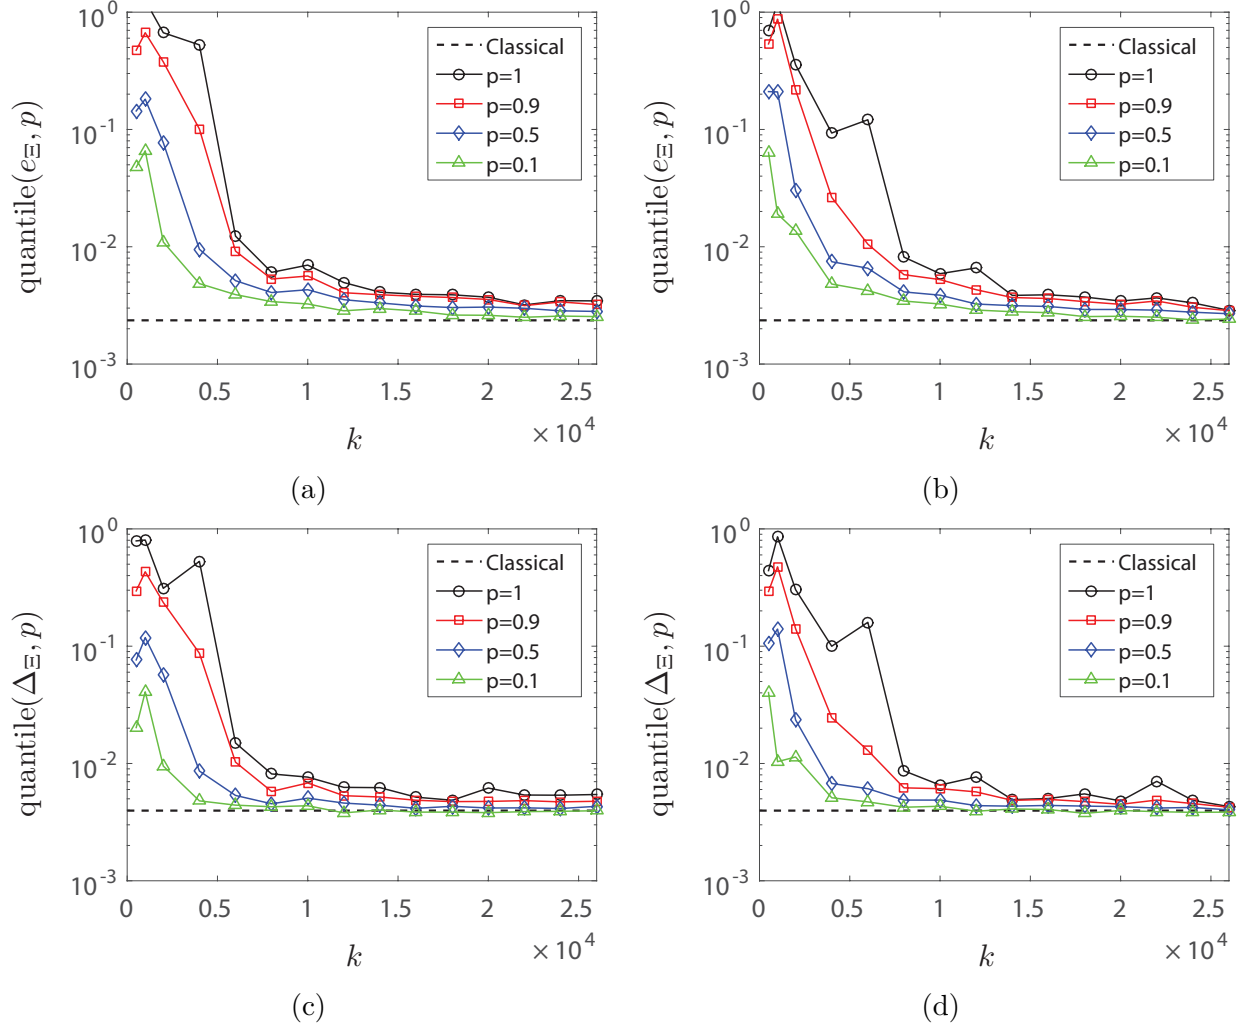 10^0
10^-1
10^-2
10^-3
quantile(e_Ξ, p)
Classical
p=1
p=0.9
p=0.5
p=0.1
0 0.5 1 1.5 2 2.5
× 10^4
k
(a)
10^0
10^-1
10^-2
10^-3
quantile(e_Ξ, p)
Classical
p=1
p=0.9
p=0.5
p=0.1
0 0.5 1 1.5 2 2.5
× 10^4
k
(b)
10^0
10^-1
10^-2
10^-3
quantile(Δ_Ξ, p)
Classical
p=1
p=0.9
p=0.5
p=0.1
0 0.5 1 1.5 2 2.5
× 10^4
k
(c)
10^0
10^-1
10^-2
10^-3
quantile(Δ_Ξ, p)
Classical
p=1
p=0.9
p=0.5
p=0.1
0 0.5 1 1.5 2 2.5
× 10^4
k
(d)